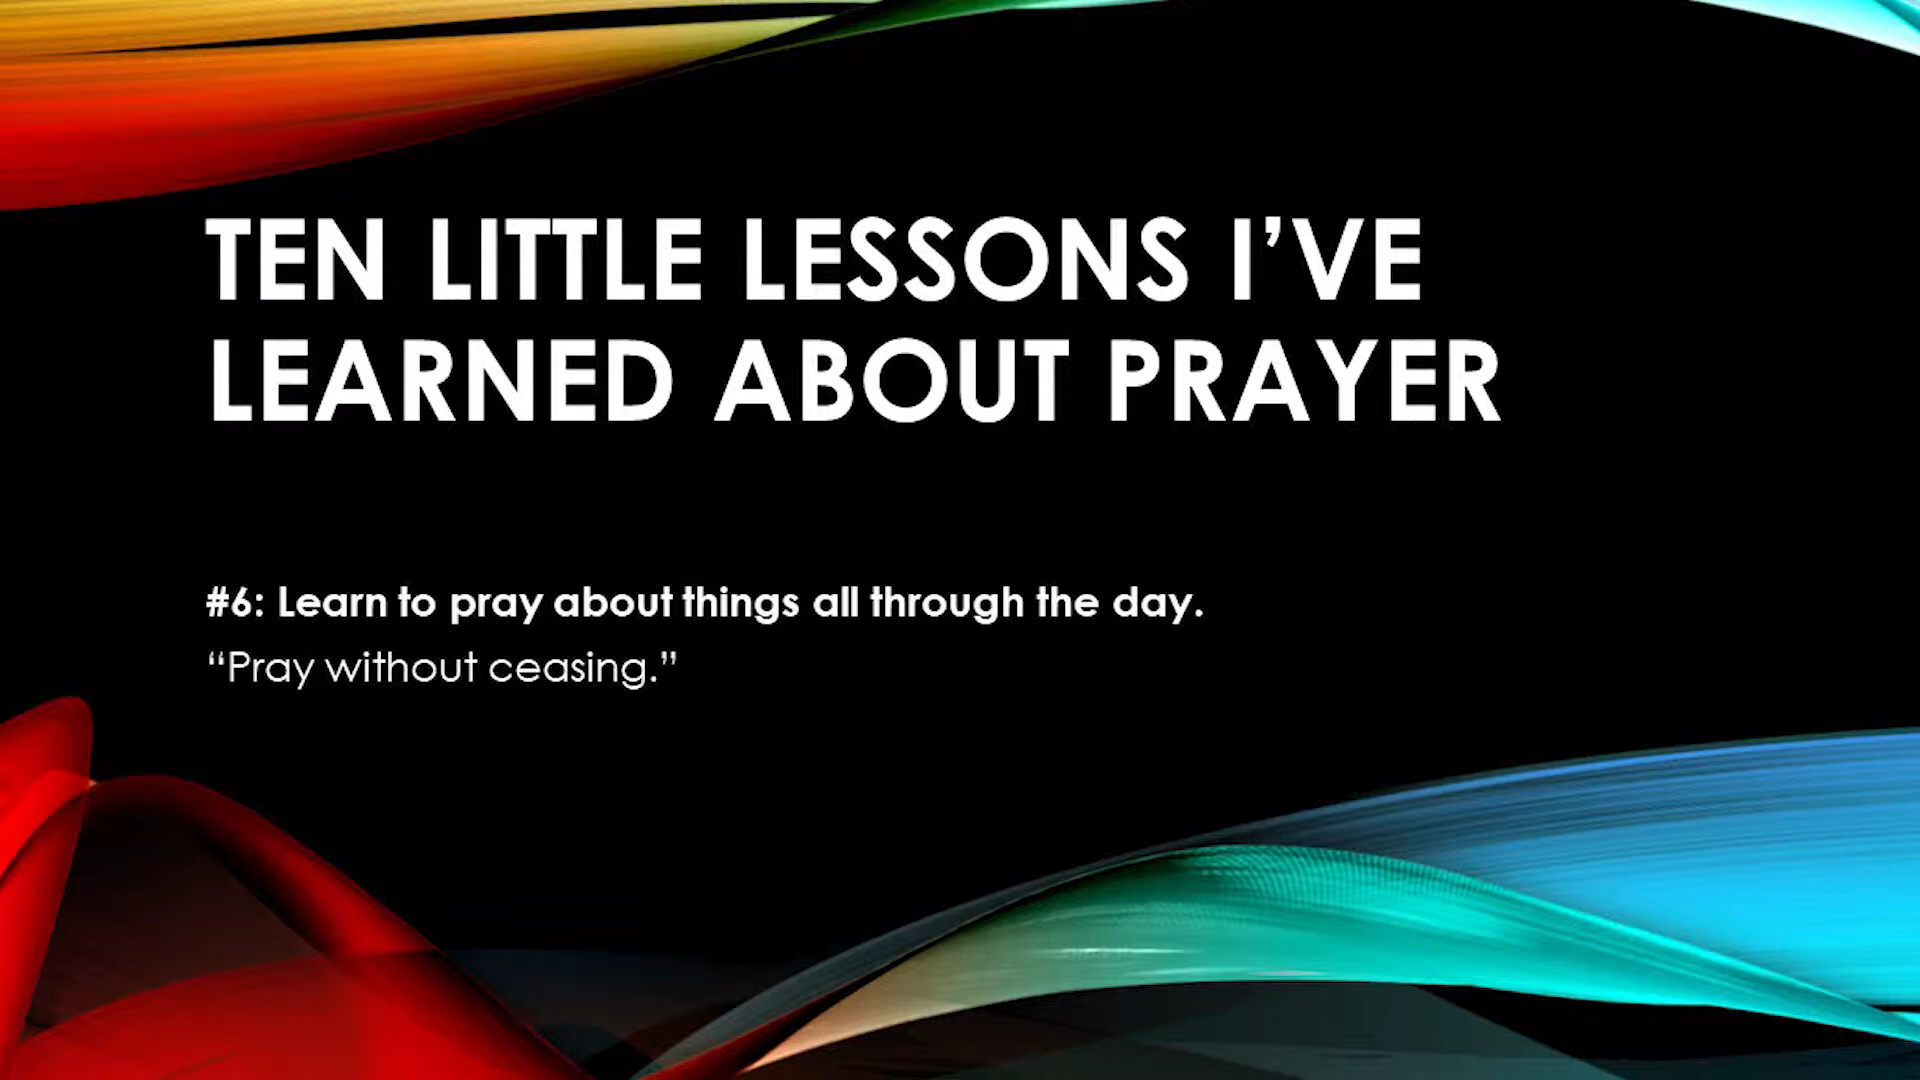 TEN LITTLE LESSONS I’VE
LEARNED ABOUT PRAYER
#6: Learn to pray about things all through the day.
“Pray without ceasing.”